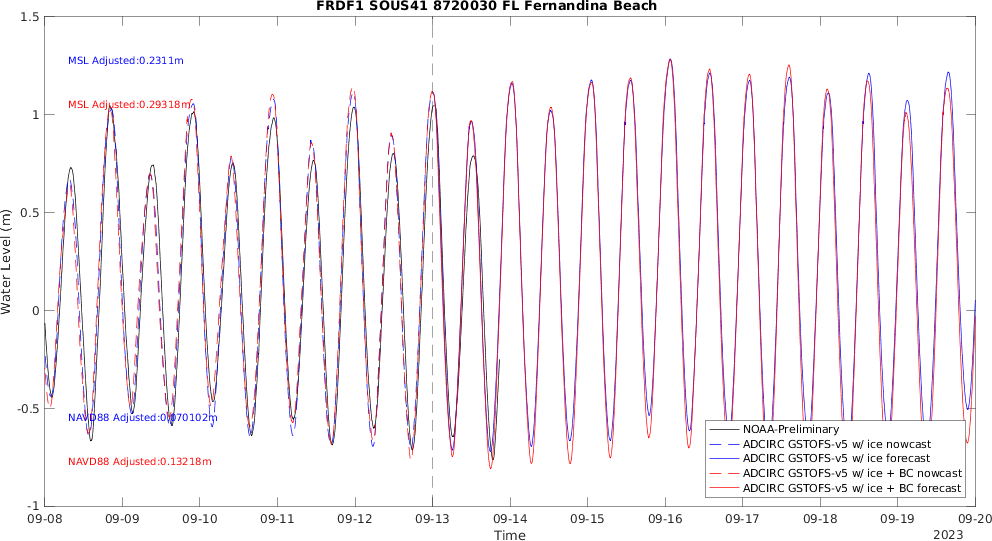 FRDF1 SOUS41 8720030 FL Fernandina Beach
1.5
MSL Adjusted:0.2311m
MSL Adjusted:0.29318m
1
0.5
Water Level (m)
0
-0.5
NAVD88 Adjusted:0.070102m
NAVD88 Adjusted:0.13218m
-1
NOAA-Preliminary
ADCIRC GSTOFS-v5 w/ ice nowcast
ADCIRC GSTOFS-v5 w/ ice forecast
ADCIRC GSTOFS-v5 w/ ice + BC nowcast
ADCIRC GSTOFS-v5 w/ ice + BC forecast
09-08 09-09 09-10 09-11 09-12 09-13 09-14 09-15 09-16 09-17 09-18 09-19 09-20
Time
2023